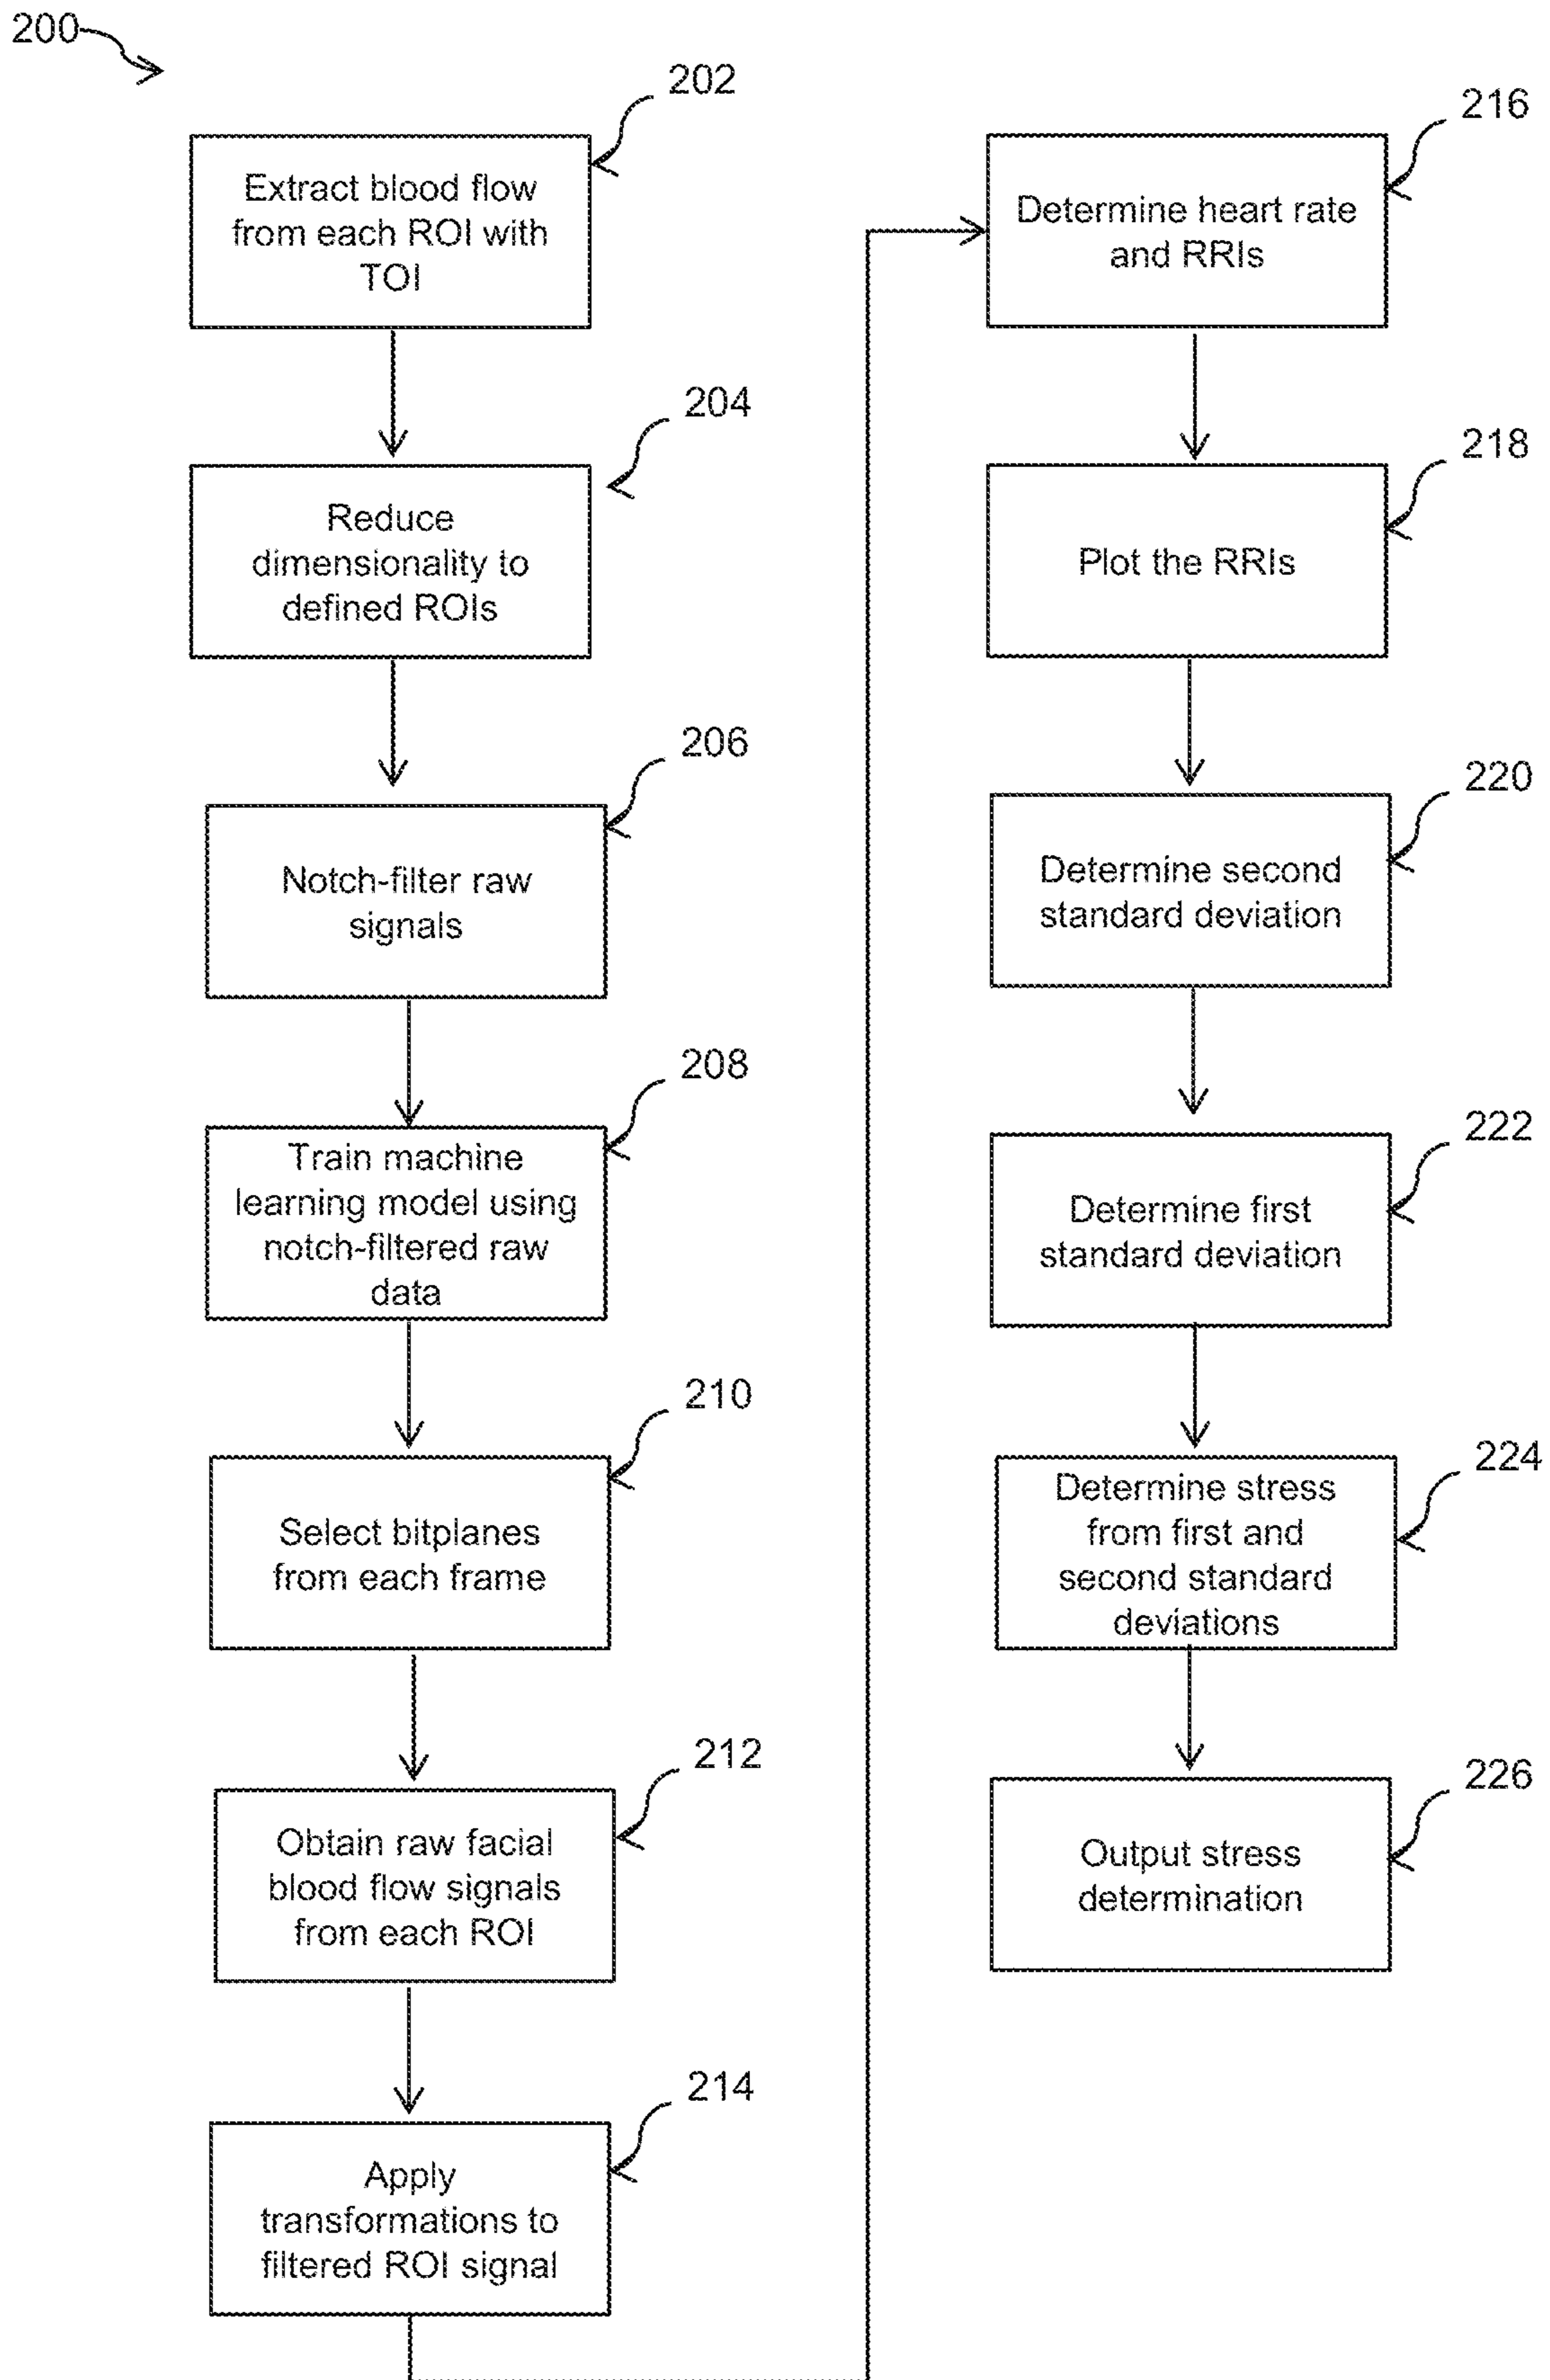 200
202
Extract blood flow
from each ROI with
TOI
204
Reduce
dimensionality to
defined ROIs
206
Notch-filter raw
signals
208
Train machine
learning model using
notch-filtered raw
data
210
Select bitplanes
from each frame
212
Obtain raw facial
blood flow signals
from each ROI
214
Apply
transformations to
filtered ROI signal
216
Determine heart rate
and RRIs
218
Plot the RRIs
220
Determine second
standard deviation
222
Determine first
standard deviation
224
Determine stress
from first and
second standard
deviations
226
Output stress
determination